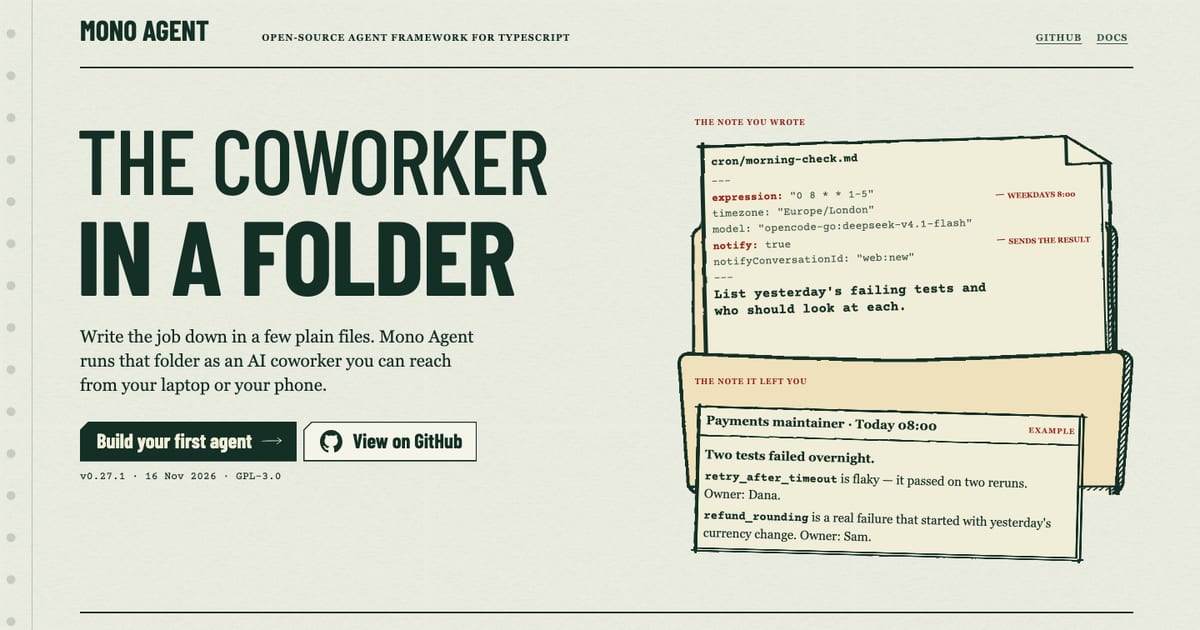 MONO AGENT
OPEN-SOURCE AGENT FRAMEWORK FOR TYPESCRIPT
GITHUB DOCS
THE COWORKER
IN A FOLDER
Write the job down in a few plain files. Mono Agent
runs that folder as an AI coworker you can reach
from your laptop or your phone.
Build your first agent →
View on GitHub
v0.27.1 · 16 Nov 2026 · GPL-3.0
THE NOTE YOU WROTE
cron/morning-check.md
---
expression: "0 8 * * 1-5"
— WEEKDAYS 8:00
timezone: "Europe/London"
model: "opencode-go:deepseek-v4.1-flash"
notify: true
— SENDS THE RESULT
notifyConversationId: "web:new"
---
List yesterday's failing tests and
who should look at each.
THE NOTE IT LEFT YOU
Payments maintainer · Today 08:00
EXAMPLE
Two tests failed overnight.
retry_after_timeout is flaky — it passed on two reruns.
Owner: Dana.
refund_rounding is a real failure that started with yesterday's
currency change. Owner: Sam.